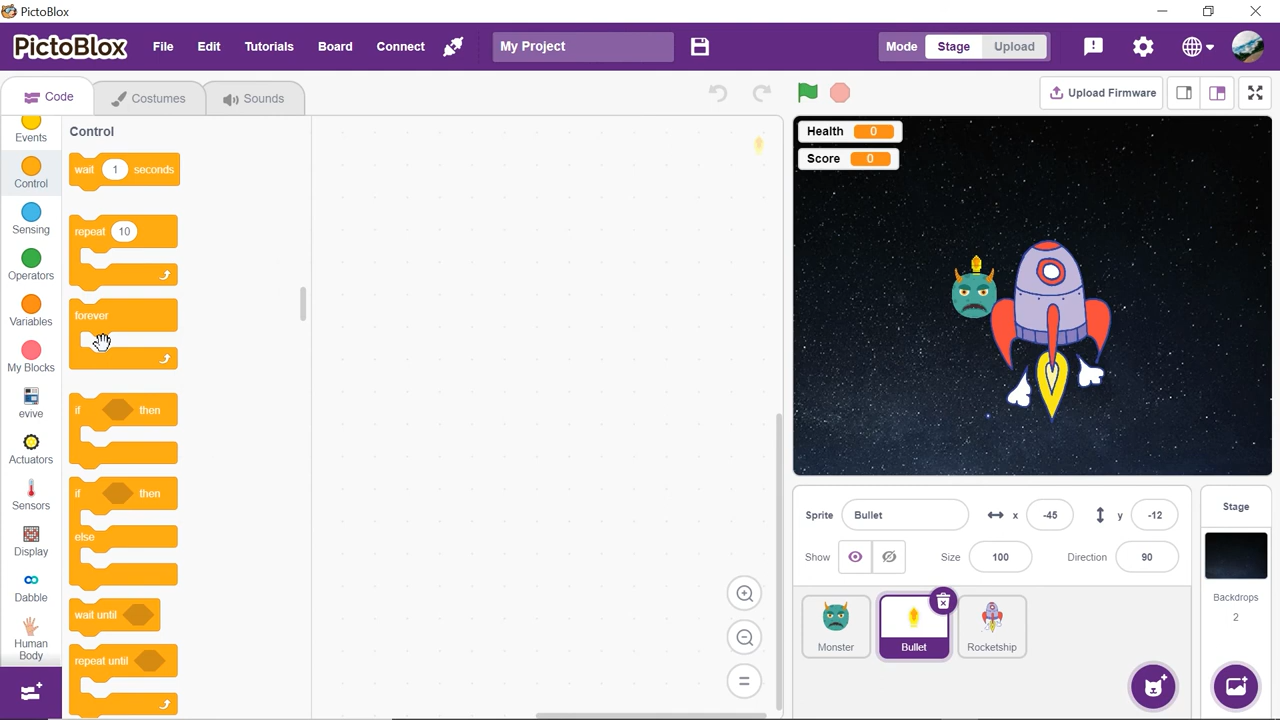 PictoBlox
PictoBlox File Edit Tutorials Board Connect My Project Mode Stage Upload
Code Costumes Sounds Upload Firmware
Events
Control
Sensing
Operators
Variables
My Blocks
evive
Actuators
Sensors
Display
Dabble
Human
Body
Control
wait 1 seconds
repeat 10
forever
if then
if then
else
wait until
repeat until
Health 0
Score 0
Sprite Bullet x -45 y -12
Show Size 100 Direction 90
Monster Bullet Rocketship
Stage
Backdrops
2